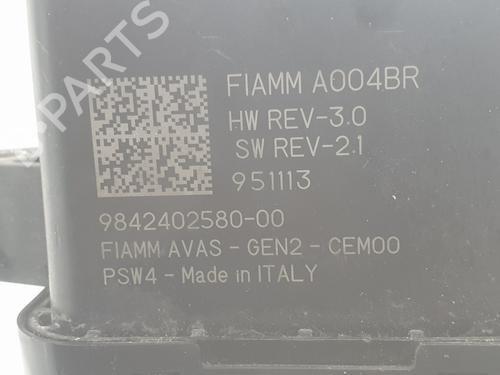 FIAMM A004BR
HW REV-3.0
SW REV-2.1
951113
9842402580-00
FIAMM AVAS - GEN2 - CEM00
PSW4 - Made in ITALY
B-PARTS